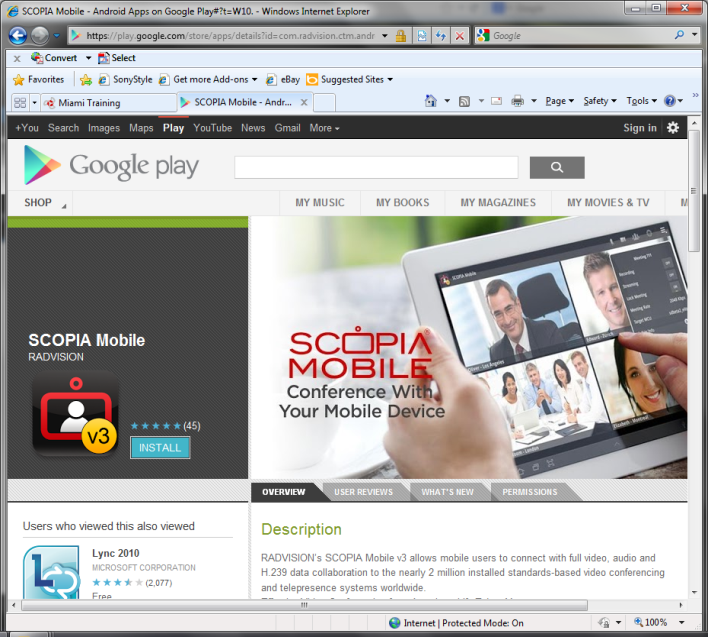 SCOPIA Mobile - Android Apps on Google Play#?t=W10. - Windows Internet Explorer
https://play.google.com/store/apps/details?id=com.radvision.ctm.andr
Google
x Convert Select
Favorites SonyStyle Get more Add-ons eBay Suggested Sites
Miami Training SCOPIA Mobile - Andr... Page Safety Tools
+You Search Images Maps Play YouTube News Gmail More Sign in
Google play
SHOP MY MUSIC MY BOOKS MY MAGAZINES MY MOVIES & TV M
SCOPIA Mobile
RADVISION
v3
(45)
INSTALL
SCOPIA Mobile
SCOPIA
MOBILE
Conference With
Your Mobile Device
OVERVIEW USER REVIEWS WHAT'S NEW PERMISSIONS
Users who viewed this also viewed
Lync 2010
MICROSOFT CORPORATION
(2,077)
Free
Description
RADVISION's SCOPIA Mobile v3 allows mobile users to connect with full video, audio and
H.239 data collaboration to the nearly 2 million installed standards-based video conferencing
and telepresence systems worldwide.
Internet | Protected Mode: On 100%